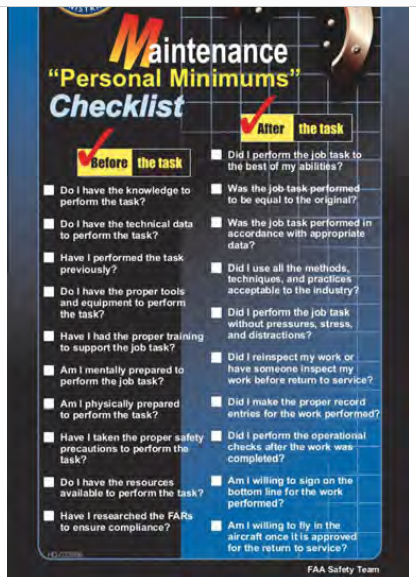 Maintenance
"Personal Minimums"
Checklist
Before the task
Do I have the knowledge to
perform the task?
Do I have the technical data
to perform the task?
Have I performed the task
previously?
Do I have the proper tools
and equipment to perform
the task?
Have I had the proper training
to support the job task?
Am I mentally prepared to
perform the job task?
Am I physically prepared
to perform the task?
Have I taken the proper safety
precautions to perform the
task?
Do I have the resources
available to perform the task?
Have I researched the FARs
to ensure compliance?
After the task
Did I perform the job task to
the best of my abilities?
Was the job task performed
to be equal to the original?
Was the job task performed in
accordance with appropriate
data?
Did I use all the methods,
techniques, and practices
acceptable to the industry?
Did I perform the job task
without pressures, stress,
and distractions?
Did I reinspect my work or
have someone inspect my
work before return to service?
Did I make the proper record
entries for the work performed?
Did I perform the operational
checks after the work was
completed?
Am I willing to sign on the
bottom line for the work
performed?
Am I willing to fly in the
aircraft once it is approved
for the return to service?
FAA Safety Team